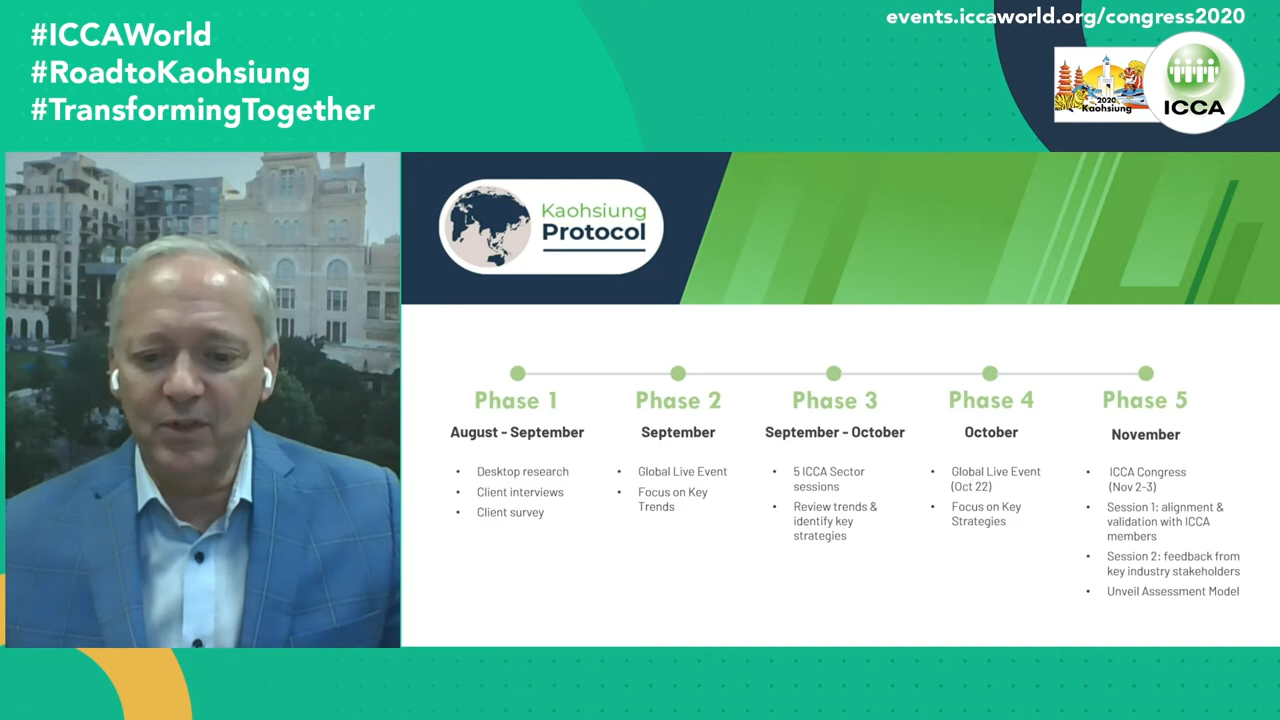 #ICCAWorld
#RoadtoKaohsiung
#TransformingTogether
events.iccaworld.org/congress2020
2020
Kaohsiung
ICCA
Kaohsiung
Protocol
Phase 1
August - September
• Desktop research
• Client interviews
• Client survey
Phase 2
September
• Global Live Event
• Focus on Key
Trends
Phase 3
September - October
• 5 ICCA Sector
sessions
• Review trends &
identify key
strategies
Phase 4
October
• Global Live Event
(Oct 22)
• Focus on Key
Strategies
Phase 5
November
• ICCA Congress
(Nov 2-3)
• Session 1: alignment &
validation with ICCA
members
• Session 2: feedback from
key industry stakeholders
• Unveil Assessment Model